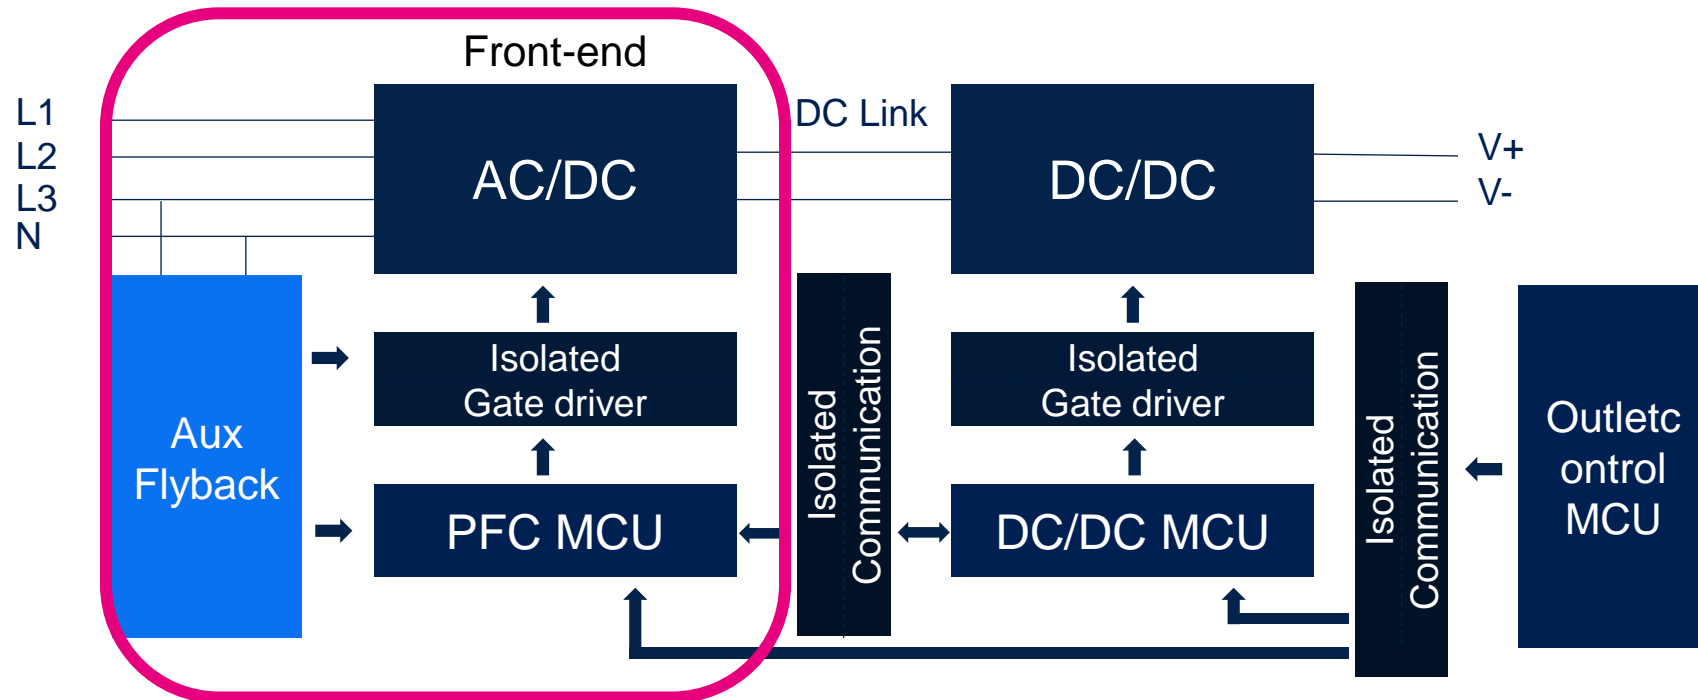 Front-end
L1
L2
L3
N
AC/DC
DC Link
DC/DC
V+
V-
Isolated
Gate driver
Isolated
Gate driver
Aux
Flyback
PFC MCU
Isolated
Communication
DC/DC MCU
Isolated
Communication
Outletc
ontrol
MCU